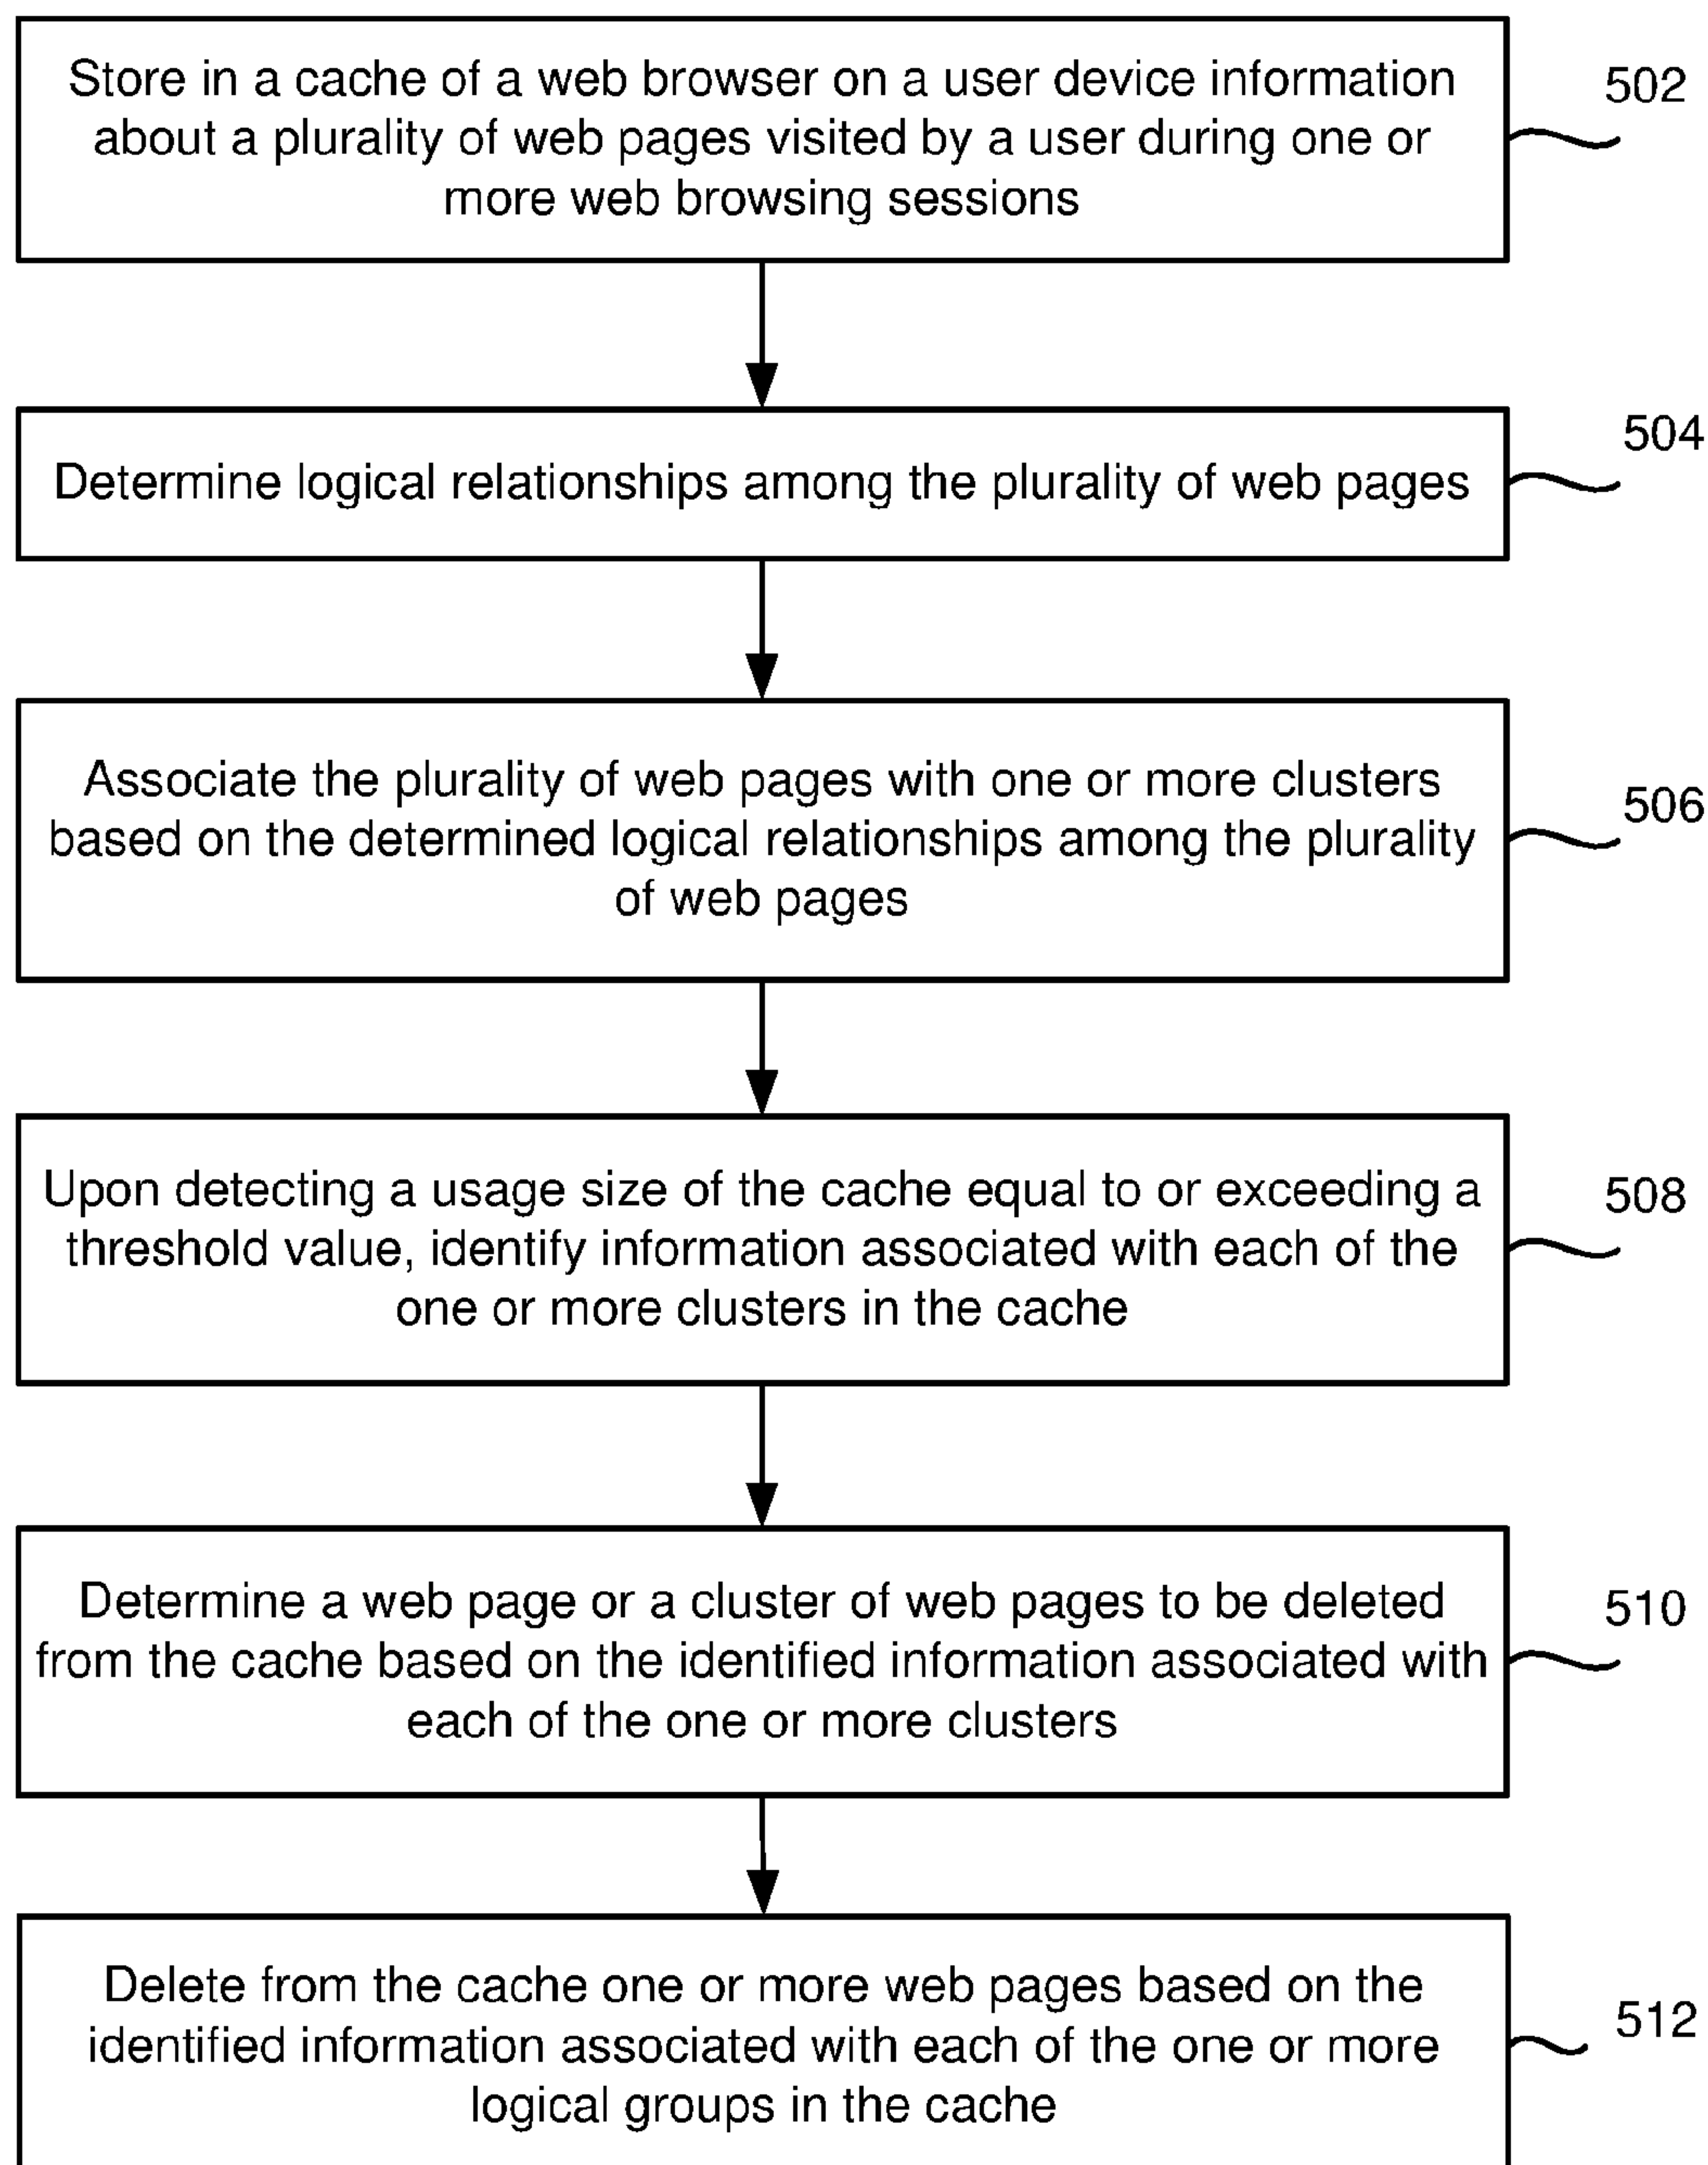 Store in a cache of a web browser on a user device information
about a plurality of web pages visited by a user during one or
more web browsing sessions
502
Determine logical relationships among the plurality of web pages
504
Associate the plurality of web pages with one or more clusters
based on the determined logical relationships among the plurality
of web pages
506
Upon detecting a usage size of the cache equal to or exceeding a
threshold value, identify information associated with each of the
one or more clusters in the cache
508
Determine a web page or a cluster of web pages to be deleted
from the cache based on the identified information associated with
each of the one or more clusters
510
Delete from the cache one or more web pages based on the
identified information associated with each of the one or more
logical groups in the cache
512